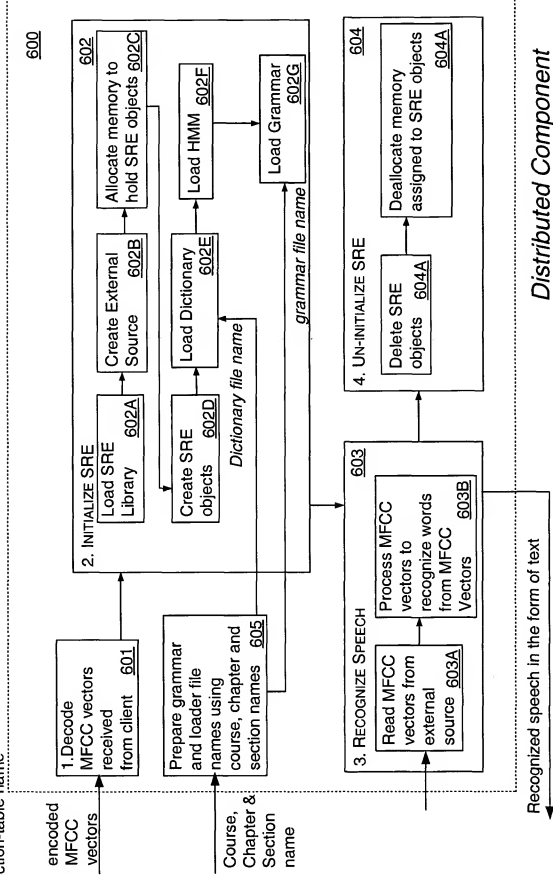 ction-table name
600
encoded
MFCC
vectors
1.Decode
MFCC vectors
received
from client 601
2. INITIALIZE SRE
602
Load SRE
Library 602A
Create External
Source 602B
Allocate memory to
hold SRE objects 602C
Create SRE
objects 602D
Load Dictionary
602E
Load HMM
602F
Dictionary file name
Load Grammar
602G
grammar file name
Course,
Chapter &
Section
name
Prepare grammar
and loader file
names using
course, chapter and
section names 605
3. RECOGNIZE SPEECH
603
Read MFCC
vectors from
external
source 603A
Process MFCC
vectors to
recognize words
from MFCC
Vectors 603B
4. UN-INITIALIZE SRE
604
Delete SRE
objects 604A
Deallocate memory
assigned to SRE objects
604A
Recognized speech in the form of text
Distributed Component